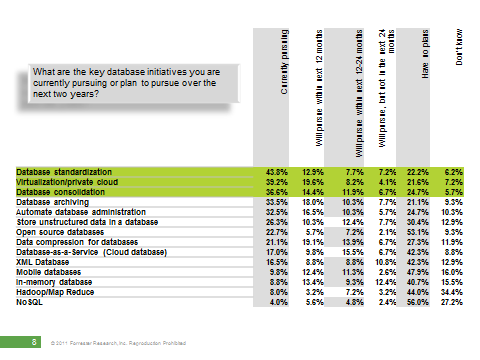 What are the key database initiatives you are
currently pursuing or plan to pursue over the
next two years?
Currently pursuing
Will pursue within next 12 months
Will pursue within next 12-24 months
Will pursue, but not in the next 24
months
Have no plans
Don't know
Database standardization 43.8% 12.9% 7.7% 7.2% 22.2% 6.2%
Virtualization/private cloud 39.2% 19.6% 8.2% 4.1% 21.6% 7.2%
Database consolidation 36.6% 14.4% 11.9% 6.7% 24.7% 5.7%
Database archiving 33.5% 18.0% 10.3% 7.7% 21.1% 9.3%
Automate database administration 32.5% 16.5% 10.3% 5.7% 24.7% 10.3%
Store unstructured data in a database 26.3% 10.3% 12.4% 7.7% 30.4% 12.9%
Open source databases 22.7% 5.7% 7.2% 2.1% 53.1% 9.3%
Data compression for databases 21.1% 19.1% 13.9% 6.7% 27.3% 11.9%
Database-as-a-Service (Cloud database) 17.0% 9.8% 15.5% 6.7% 42.3% 8.8%
XML Database 16.5% 8.8% 8.8% 10.8% 42.3% 12.9%
Mobile databases 9.8% 12.4% 11.3% 2.6% 47.9% 16.0%
In-memory database 8.8% 13.4% 9.3% 12.4% 40.7% 15.5%
Hadoop/Map Reduce 8.0% 3.2% 7.2% 3.2% 44.0% 34.4%
NoSQL 4.0% 5.6% 4.8% 2.4% 56.0% 27.2%
8 © 2011 Forrester Research, Inc. Reproduction Prohibited